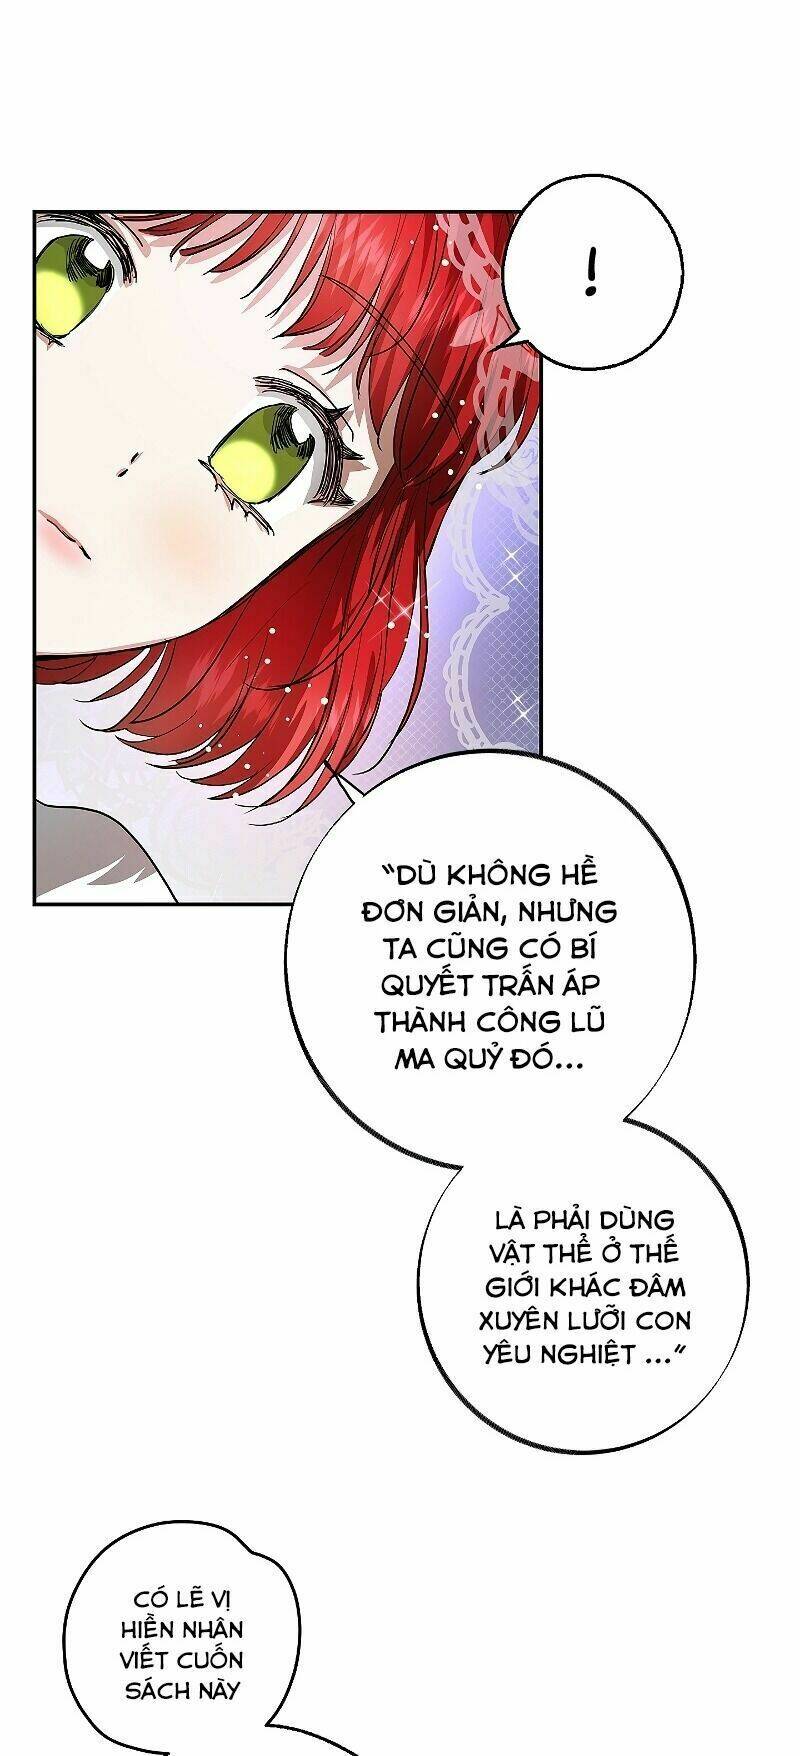 !
“DÙ KHÔNG HỀ
ĐƠN GIẢN, NHƯNG
TA CŨNG CÓ BÍ
QUYẾT TRẤN ÁP
THÀNH CÔNG LŨ
MA QUỶ ĐÓ...
LÀ PHẢI DÙNG
VẬT THỂ Ở THẾ
GIỚI KHÁC ĐÂM
XUYÊN LƯỠI CON
YÊU NGHIỆT ...“
CÓ LẼ VỊ
HIỀN NHÂN
VIẾT CUỐN
SÁCH NÀY